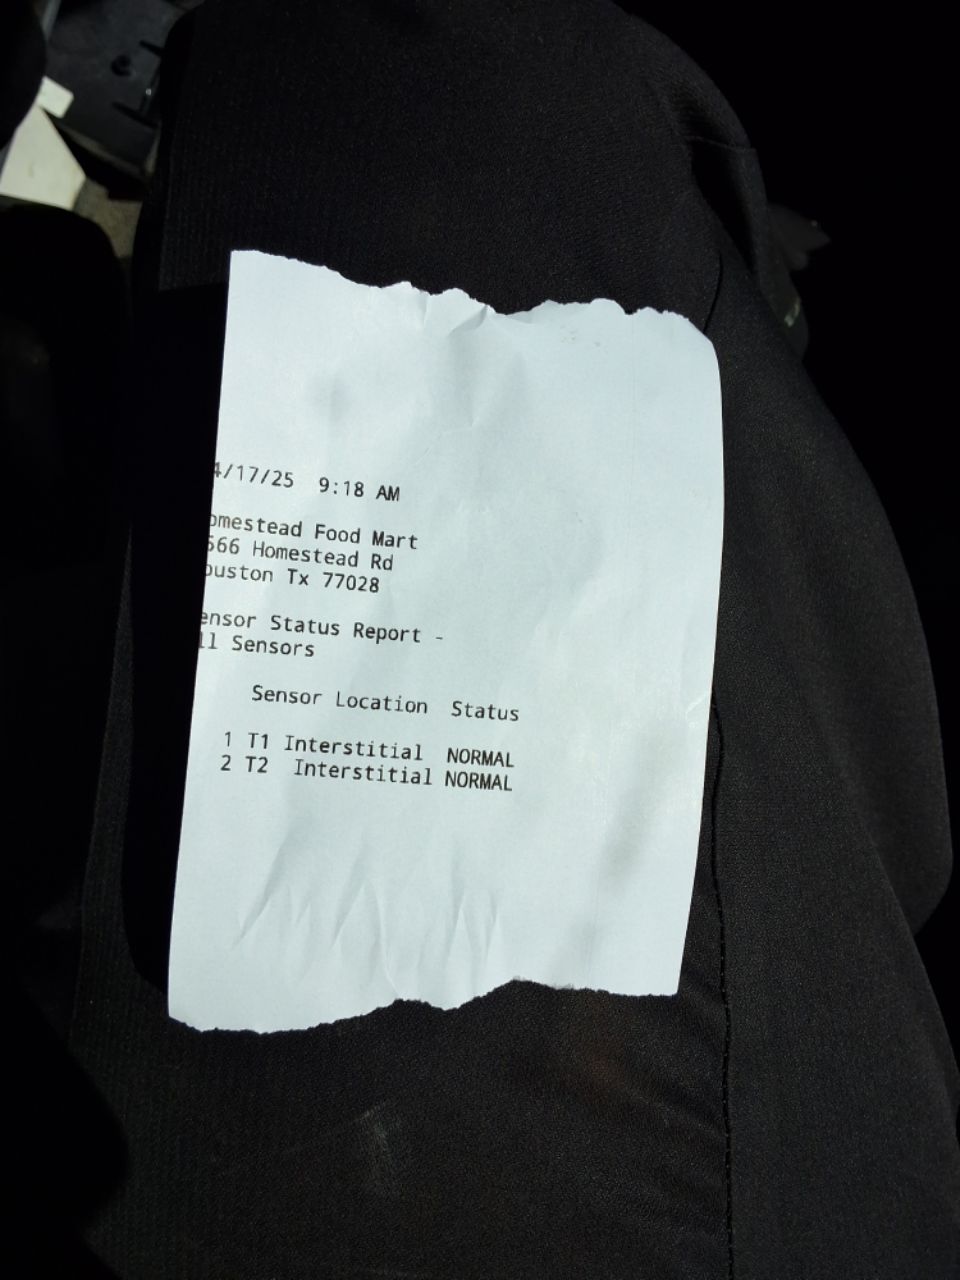 4/17/25 9:18 AM
omestead Food Mart
566 Homestead Rd
ouston Tx 77028
ensor Status Report -
ll Sensors
Sensor Location Status
1 T1 Interstitial NORMAL
2 T2 Interstitial NORMAL